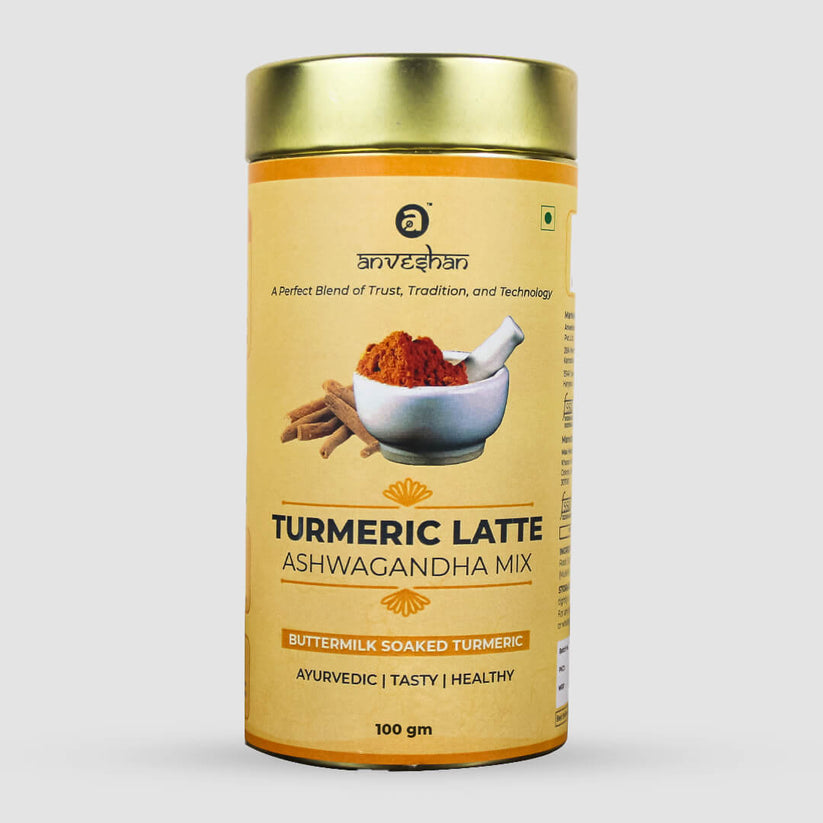 a™
anveshan
A Perfect Blend of Trust, Tradition, and Technology
TURMERIC LATTE
ASHWAGANDHA MIX
BUTTERMILK SOAKED TURMERIC
AYURVEDIC | TASTY | HEALTHY
100 gm